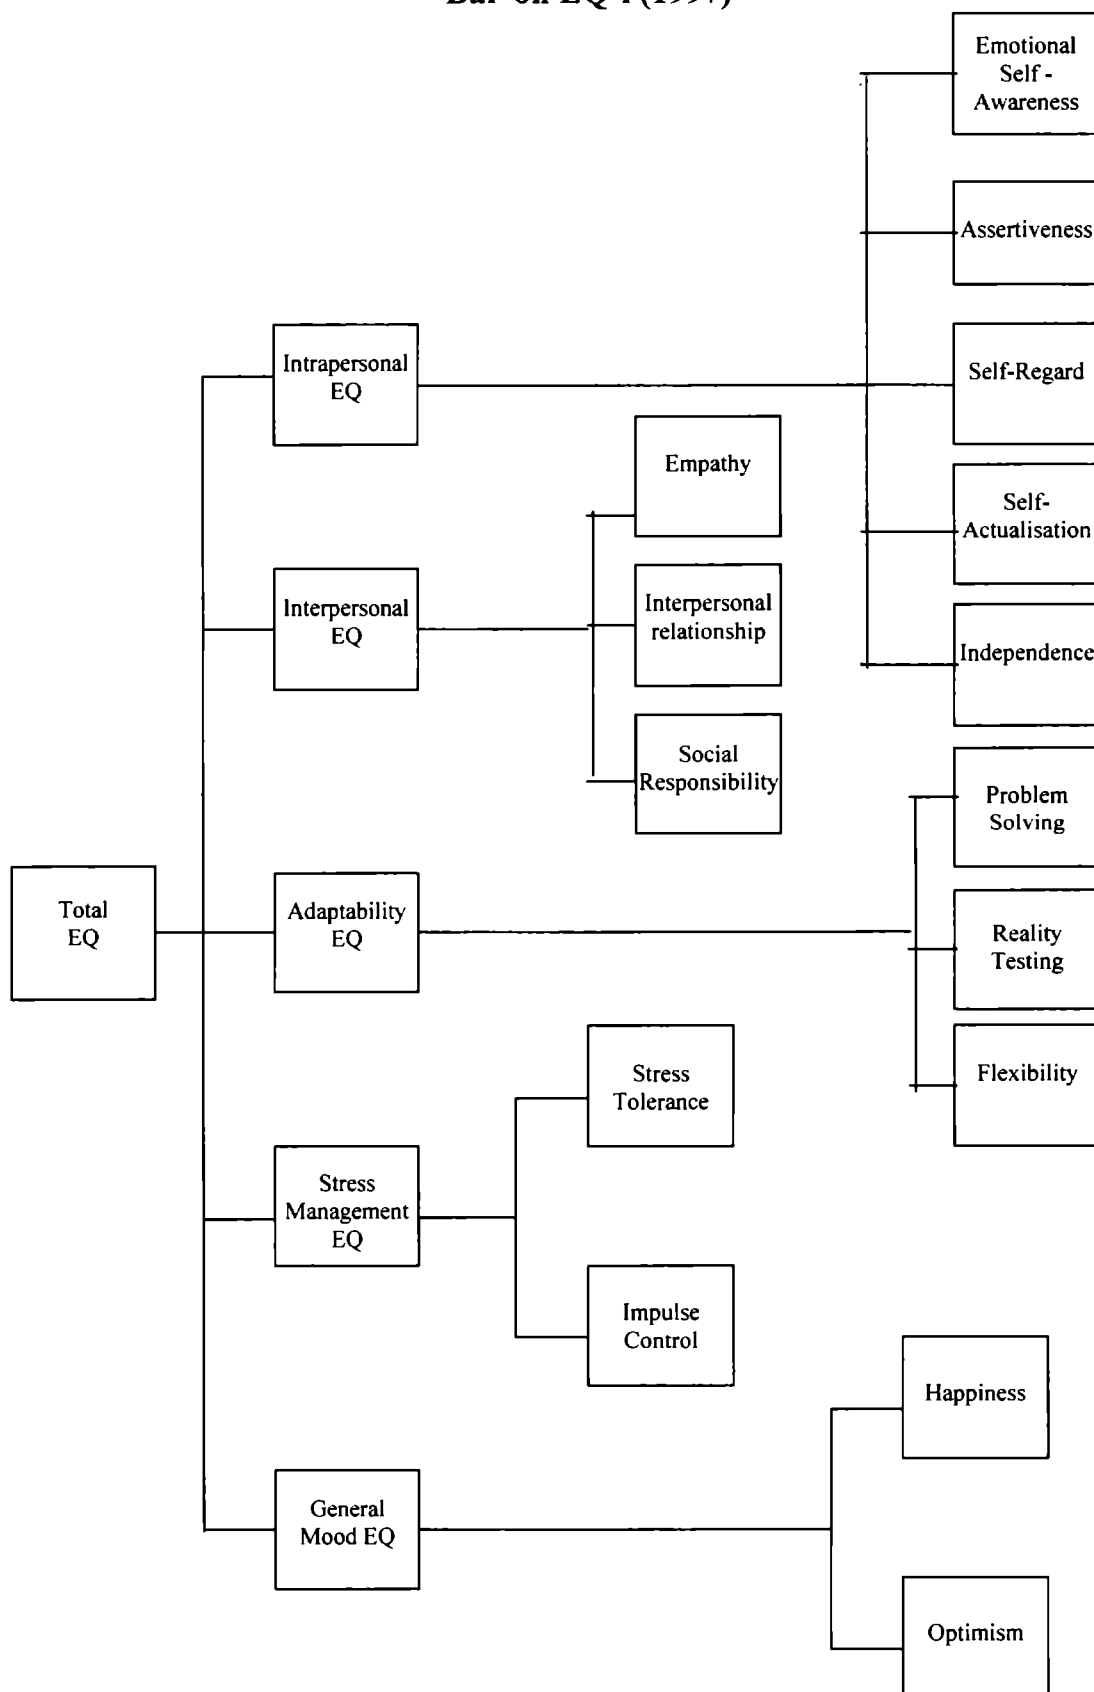 Emotional
Self -
Awareness
Assertiveness
Intrapersonal
EQ
Self-Regard
Empathy
Self-
Actualisation
Interpersonal
EQ
Interpersonal
relationship
Independence
Social
Responsibility
Problem
Solving
Total
EQ
Adaptability
EQ
Reality
Testing
Stress
Tolerance
Flexibility
Stress
Management
EQ
Impulse
Control
Happiness
General
Mood EQ
Optimism